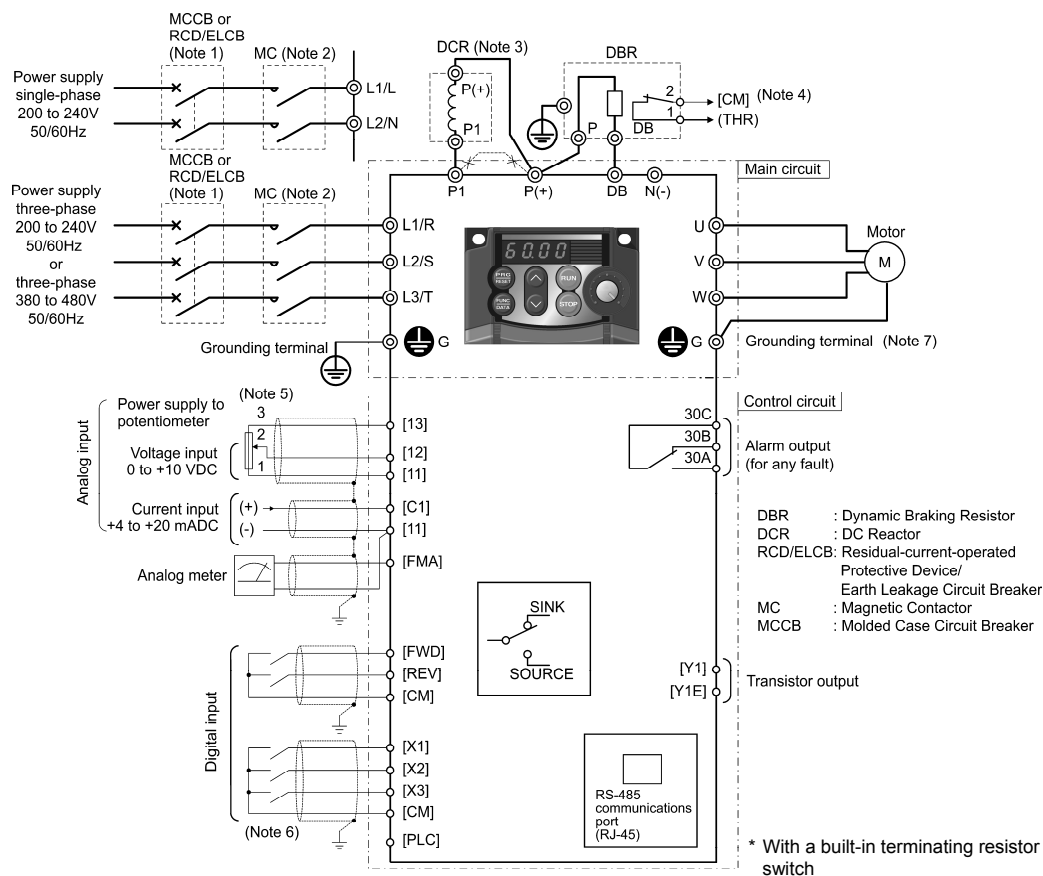 MCCB or
RCD/ELCB
(Note 1)
MC (Note 2)
Power supply
single-phase
200 to 240V
50/60Hz
L1/L
L2/N
DCR (Note 3)
P(+)
P1
DBR
P
DB
2
1
[CM]
(THR)
(Note 4)
MCCB or
RCD/ELCB
(Note 1)
MC (Note 2)
Power supply
three-phase
200 to 240V
50/60Hz
or
three-phase
380 to 480V
50/60Hz
P1
P(+)
DB
N(-)
Main circuit
L1/R
L2/S
L3/T
60.00
PRG
RESET
RUN
FUNC
DATA
STOP
U
V
W
Motor
M
Grounding terminal
G
G
Grounding terminal (Note 7)
Analog input
Power supply to
potentiometer
(Note 5)
3
2
1
Voltage input
0 to +10 VDC
Current input
+4 to +20 mADC
(+)
(-)
Analog meter
[13]
[12]
[11]
[C1]
[11]
[FMA]
Control circuit
30C
30B
30A
Alarm output
(for any fault)
DBR : Dynamic Braking Resistor
DCR : DC Reactor
RCD/ELCB: Residual-current-operated
Protective Device/
Earth Leakage Circuit Breaker
MC : Magnetic Contactor
MCCB : Molded Case Circuit Breaker
SINK
SOURCE
Digital input
[FWD]
[REV]
[CM]
[X1]
[X2]
[X3]
[CM]
[PLC]
(Note 6)
[Y1]
[Y1E]
Transistor output
RS-485
communications
port
(RJ-45)
* With a built-in terminating resistor
switch